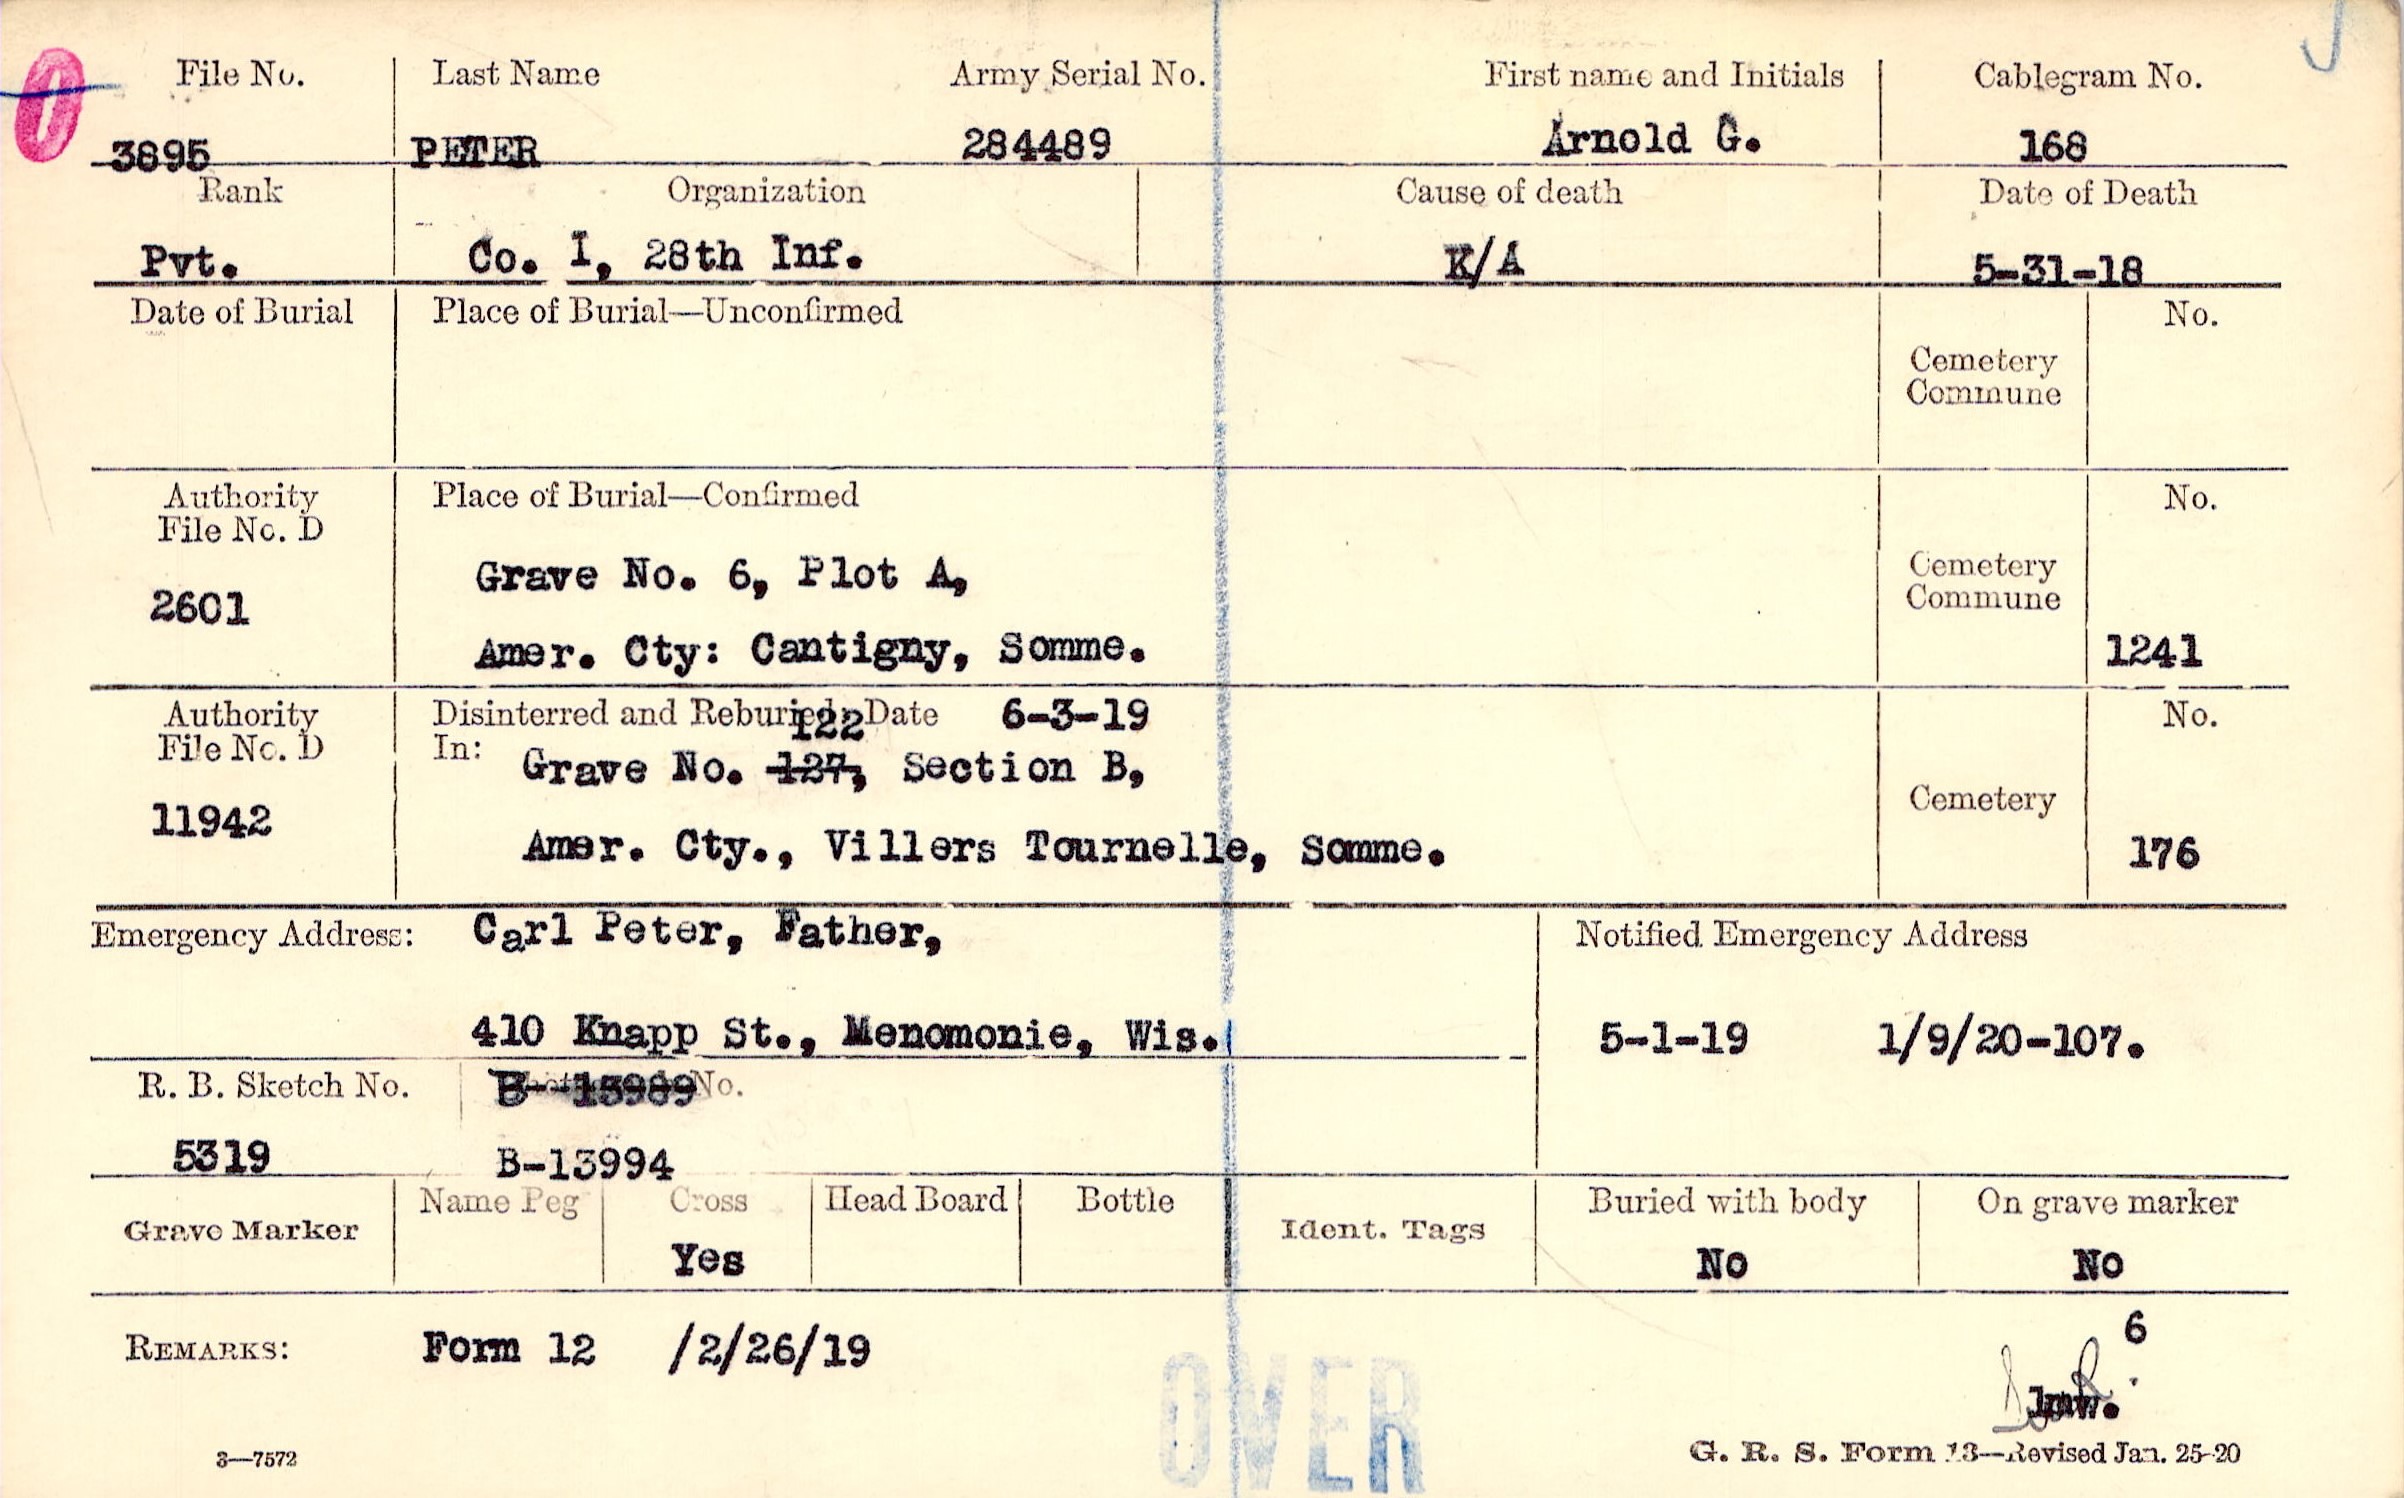 File No. Last Name Army Serial No. First name and Initials Cablegram No.
3895 PETER 284489 Arnold G. 168
Rank Organization Cause of death Date of Death
Pvt. Co. I, 28th Inf. K/A 5-31-18
Date of Burial Place of Burial—Unconfirmed No.
Cemetery
Commune
Authority Place of Burial—Confirmed No.
File No. D
Grave No. 6, Plot A, Cemetery
2601 Commune
Amer. Cty: Cantigny, Somme. 1241
Authority Disinterred and Reburied: Date 6-3-19 No.
122
File No. D In:
Grave No. 127, Section B,
11942 Cemetery
Amer. Cty., Villers Tournelle, Somme. 176
Emergency Address: Carl Peter, Father, Notified Emergency Address
410 Knapp St., Menomonie, Wis. 5-1-19 1/9/20-107.
R. B. Sketch No. B-13989 No.
5319 B-13994
Grave Marker Name Peg Cross Head Board Bottle Ident. Tags Buried with body On grave marker
Yes No No
6
REMARKS: Form 12 /2/26/19
lmw.
OVER
3—7572 G. R. S. Form 13—Revised Jan. 25-20